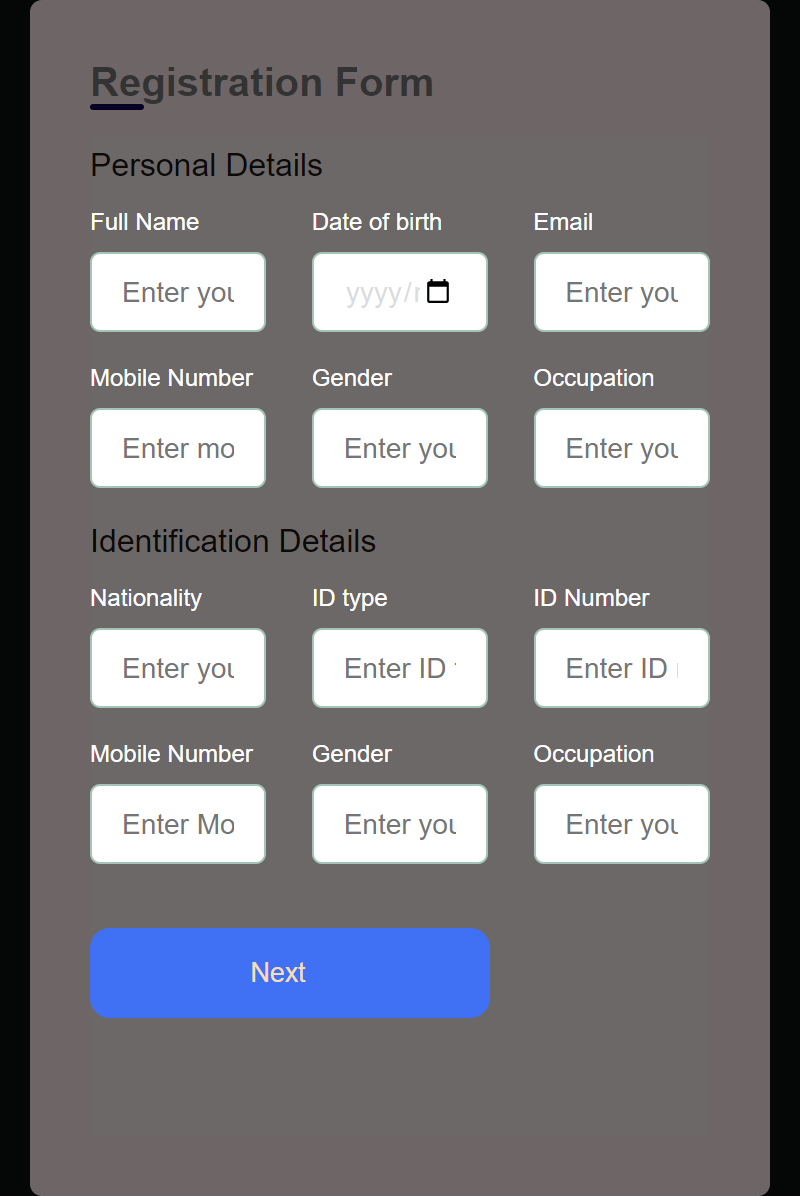 Registration Form
Personal Details
Full Name Date of birth Email
Enter you yyyy/ Enter you
Mobile Number Gender Occupation
Enter mo Enter you Enter you
Identification Details
Nationality ID type ID Number
Enter you Enter ID Enter ID
Mobile Number Gender Occupation
Enter Mo Enter you Enter you
Next